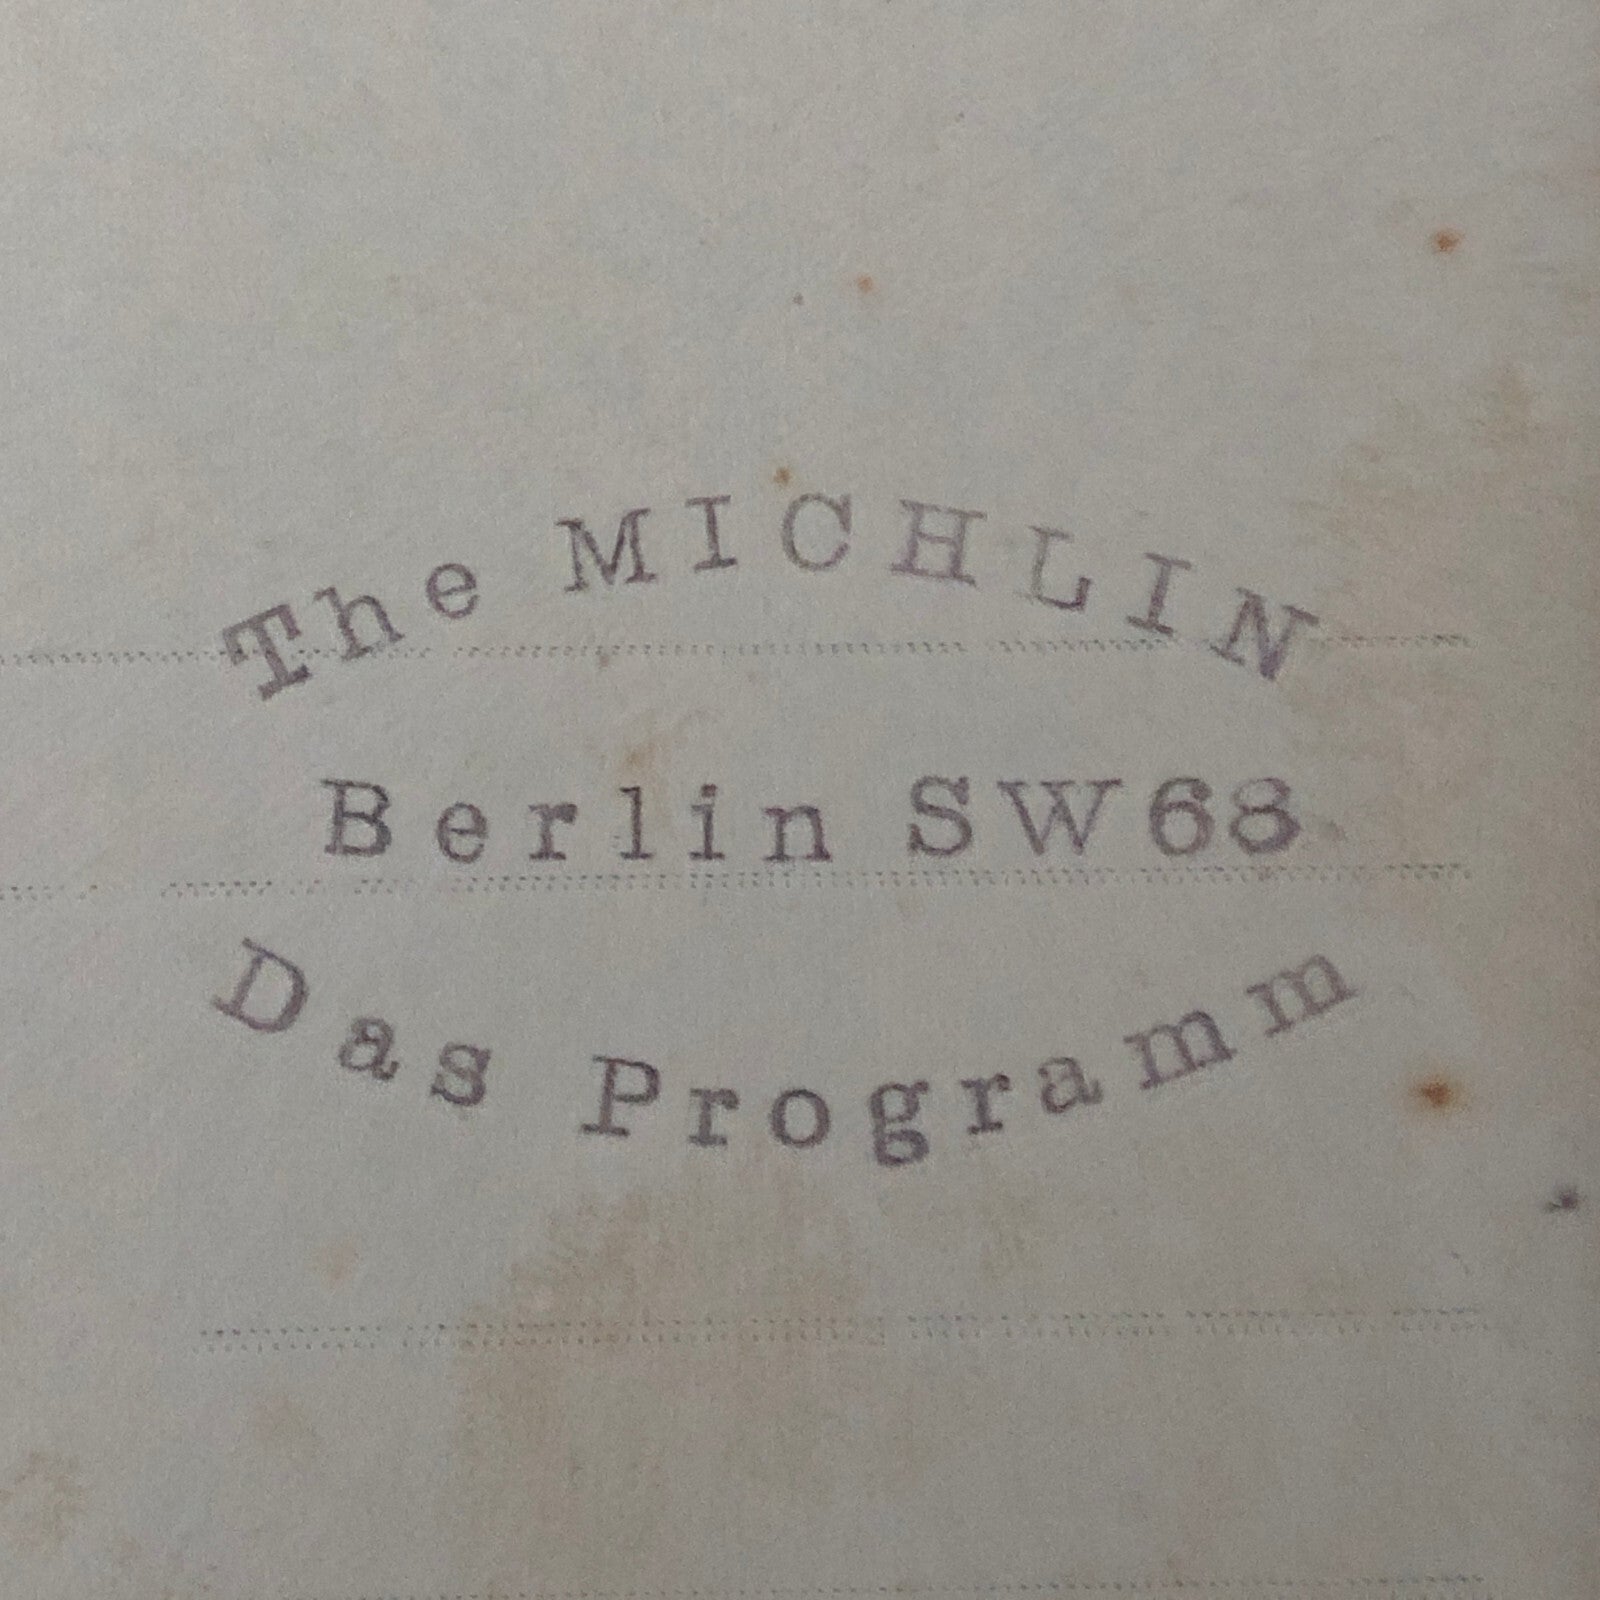 The MICHLIN
Berlin SW68
Das Programm